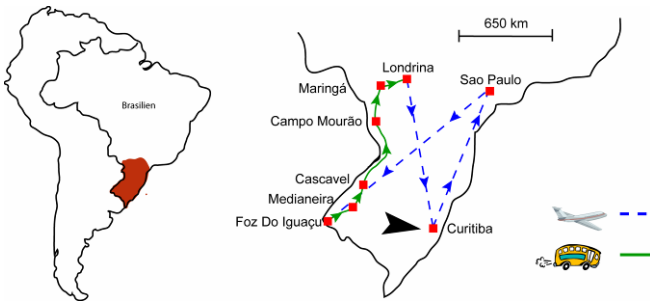 Brasilien
650 km
Londrina
Sao Paulo
Maringá
Campo Mourão
Cascavel
Medianeira
Foz Do Iguaçu
Curitiba